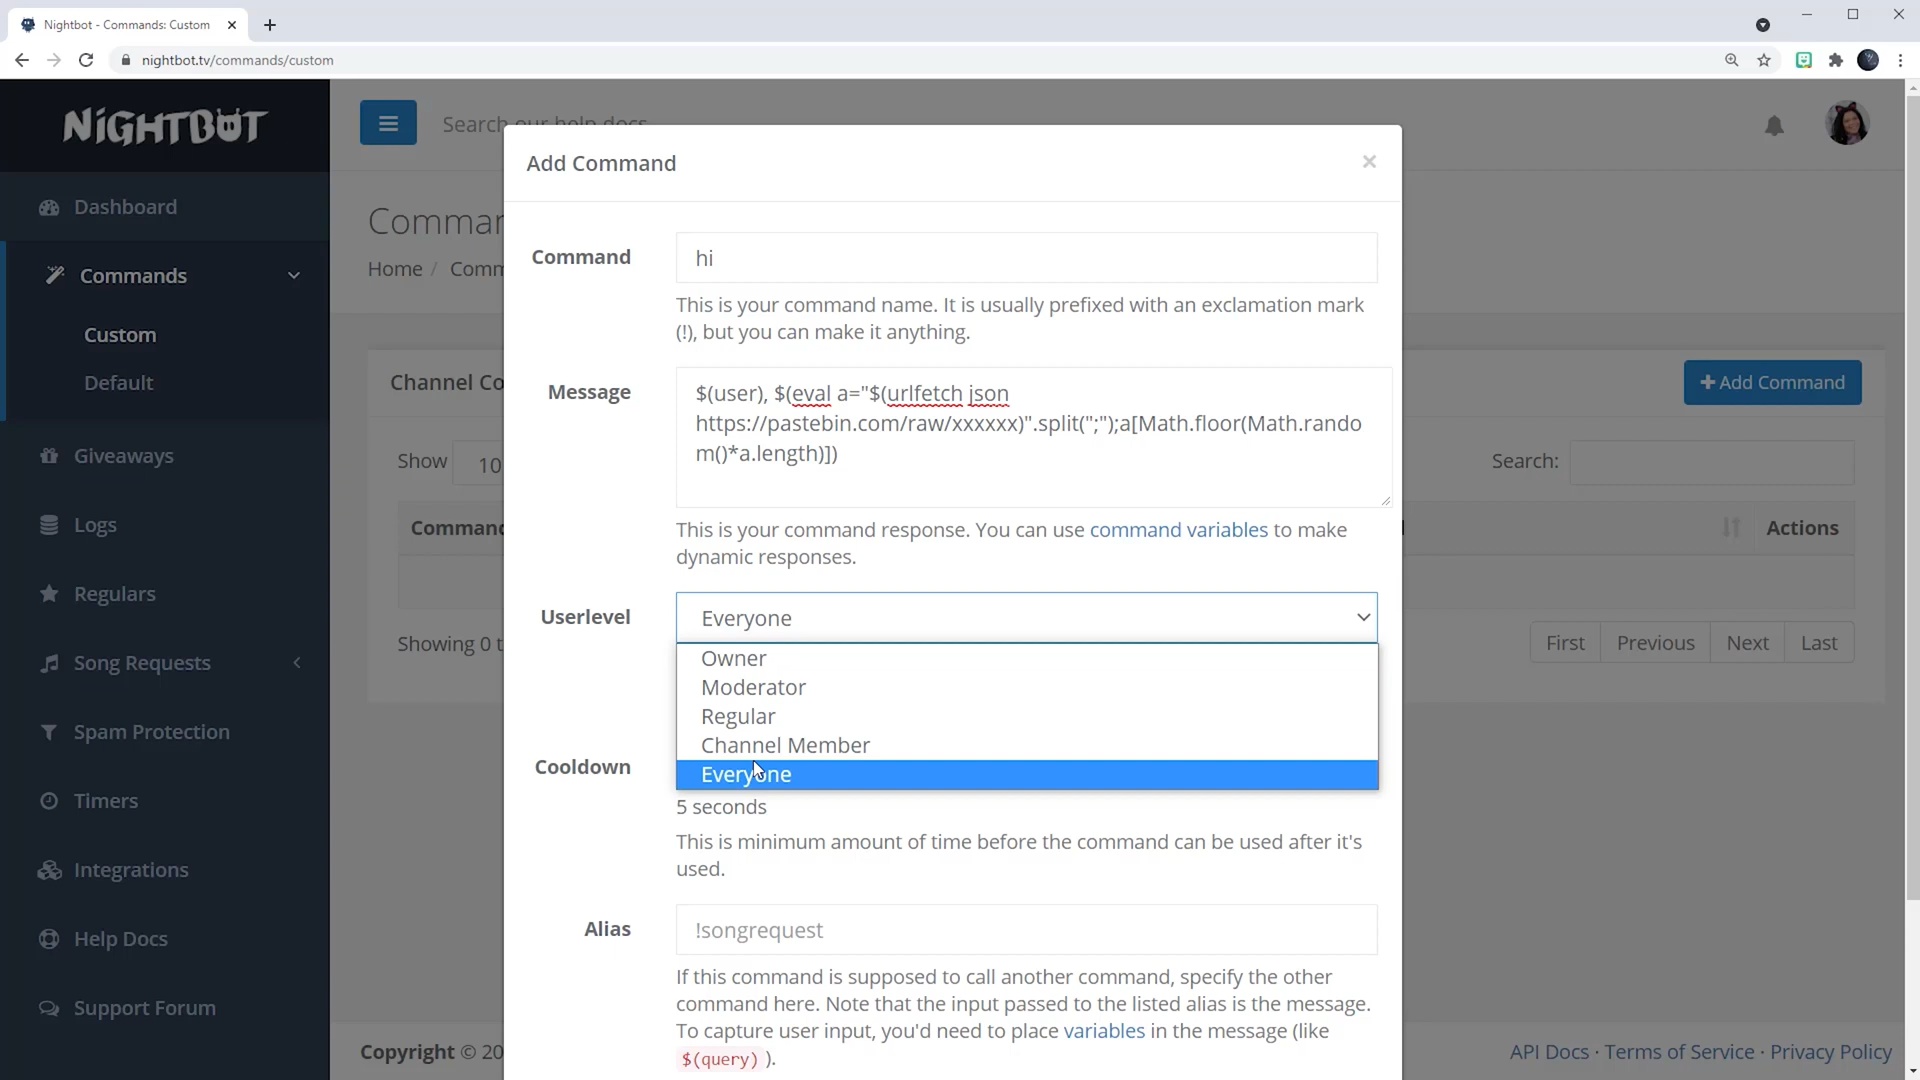 Nightbot - Commands: Custom
nightbot.tv/commands/custom
NiGHTBOT
Search our help docs
Add Command
×
Dashboard
Commands
Custom
Default
Giveaways
Logs
Regulars
Song Requests
Spam Protection
Timers
Integrations
Help Docs
Support Forum
Comman
Home / Comm
Channel Co
+ Add Command
Show 10
Search:
Command
Actions
Showing 0 t
First Previous Next Last
Command
hi
This is your command name. It is usually prefixed with an exclamation mark
(!), but you can make it anything.
Message
$(user), $(eval a="$(urlfetch json
https://pastebin.com/raw/xxxxxx)".split(";");a[Math.floor(Math.rando
m()*a.length)])
This is your command response. You can use command variables to make
dynamic responses.
Userlevel
Everyone
Owner
Moderator
Regular
Channel Member
Everyone
Cooldown
5 seconds
This is minimum amount of time before the command can be used after it's
used.
Alias
!songrequest
If this command is supposed to call another command, specify the other
command here. Note that the input passed to the listed alias is the message.
To capture user input, you'd need to place variables in the message (like
$(query) ).
Copyright © 20
API Docs · Terms of Service · Privacy Policy